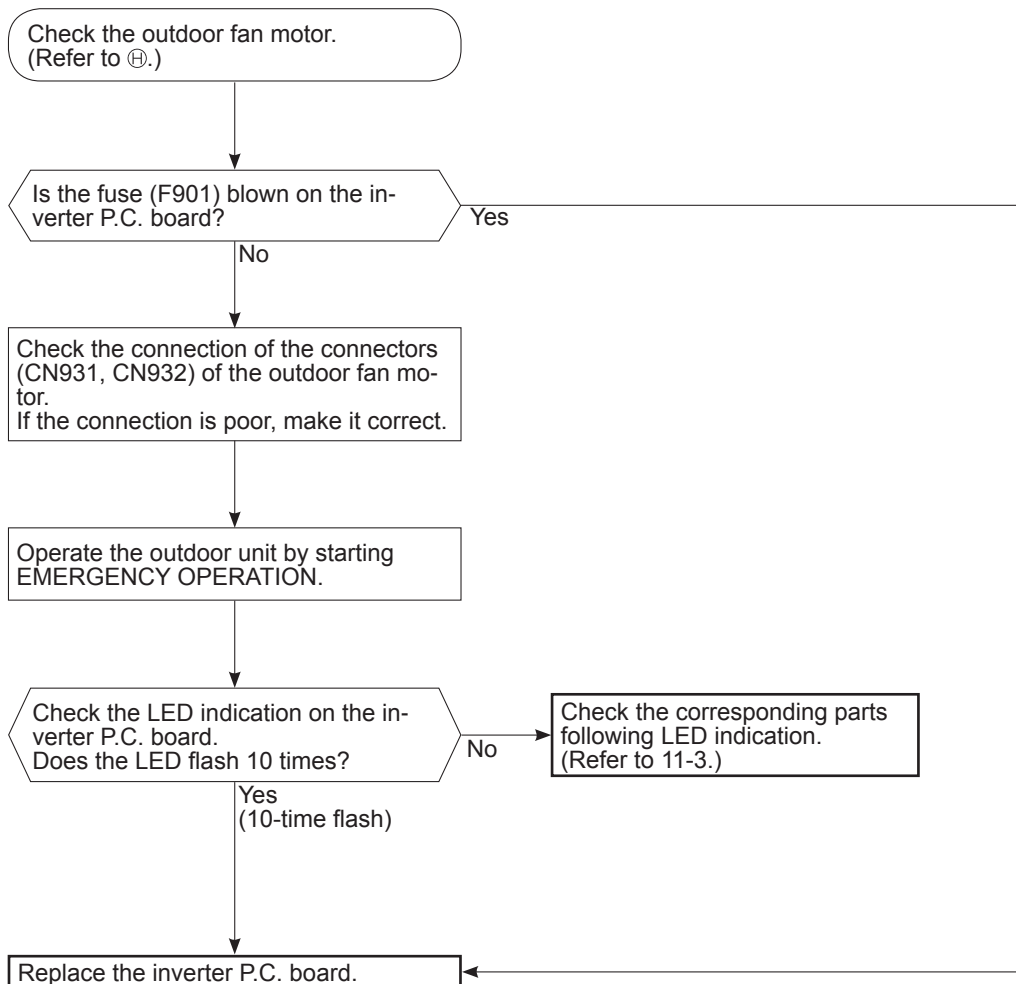 Check the outdoor fan motor.
(Refer to Ⓗ.)
Is the fuse (F901) blown on the in-
verter P.C. board?
Yes
No
Check the connection of the connectors
(CN931, CN932) of the outdoor fan mo-
tor.
If the connection is poor, make it correct.
Operate the outdoor unit by starting
EMERGENCY OPERATION.
Check the LED indication on the in-
verter P.C. board.
Does the LED flash 10 times?
No
Check the corresponding parts
following LED indication.
(Refer to 11-3.)
Yes
(10-time flash)
Replace the inverter P.C. board.